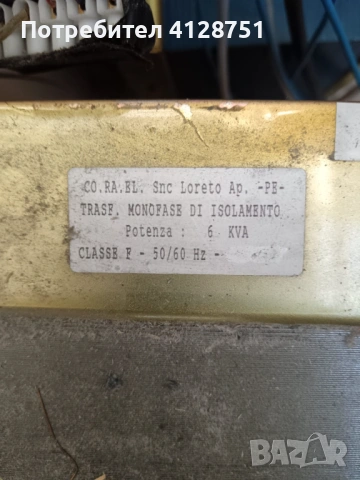 Потребител 4128751
CO.RA.EL. Snc Loreto Ap. -PE-
TRASF. MONOFASE DI ISOLAMENTO
Potenza : 6 KVA
CLASSE F - 50/60 Hz -
BAZAR